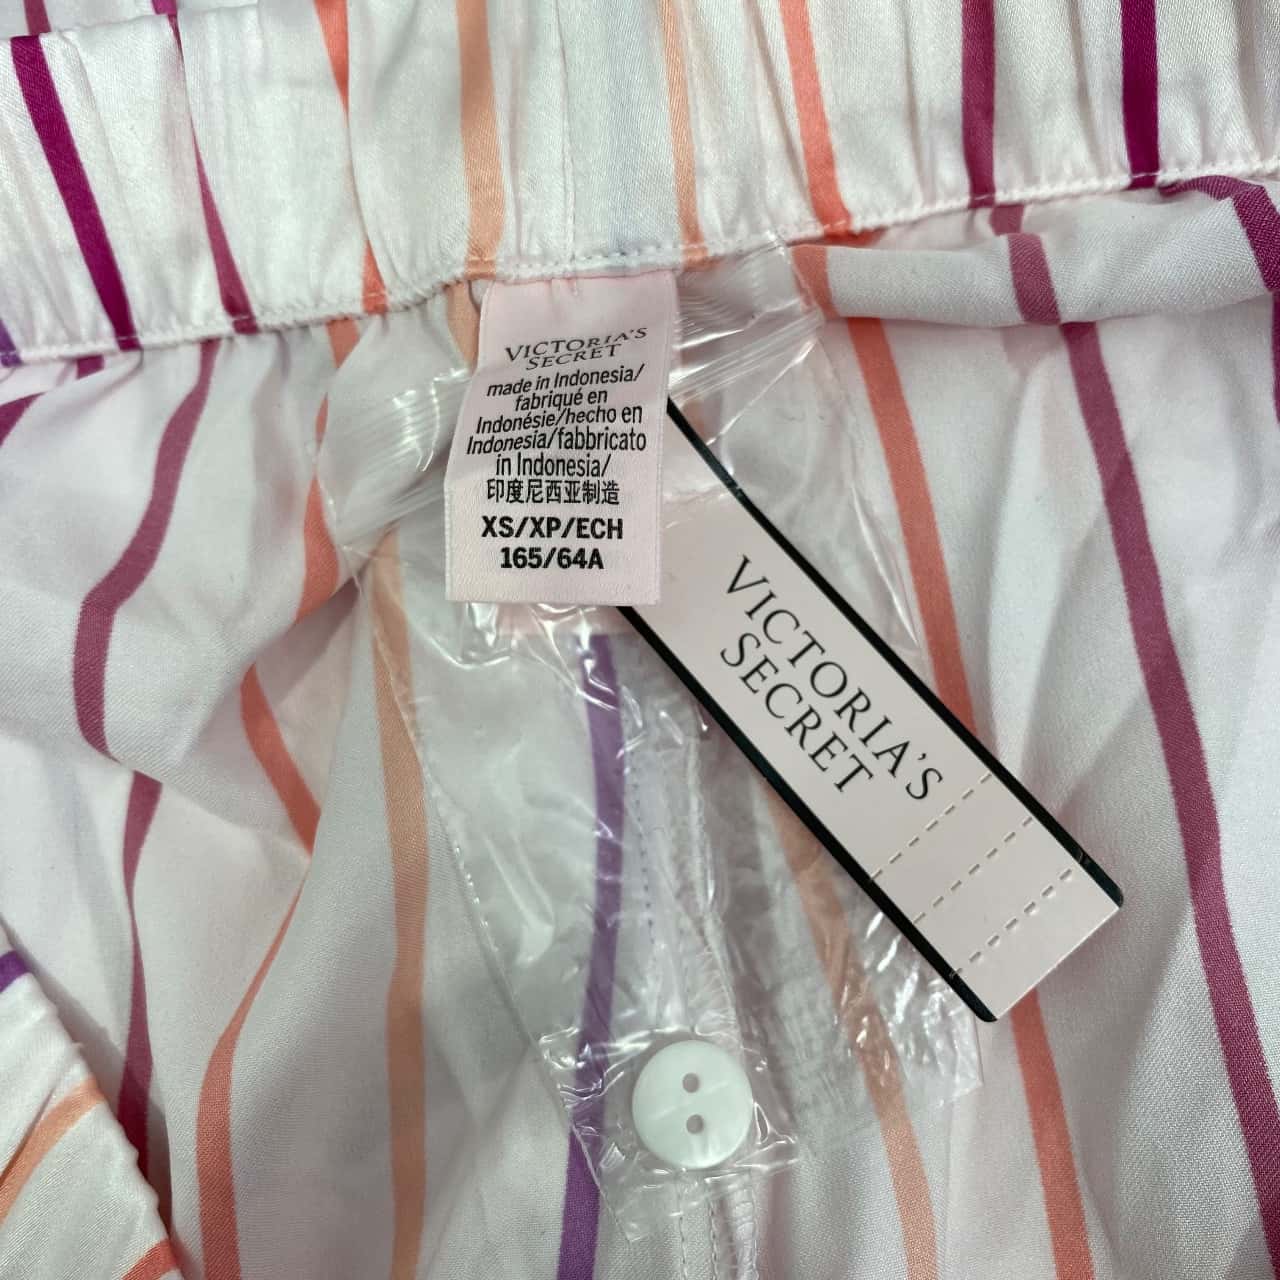 VICTORIA'S
SECRET
made in Indonesia/
fabriqué en
Indonésie/hecho en
Indonesia/fabbricato
in Indonesia/
印度尼西亚制造
XS/XP/ECH
165/64A
VICTORIA'S
SECRET